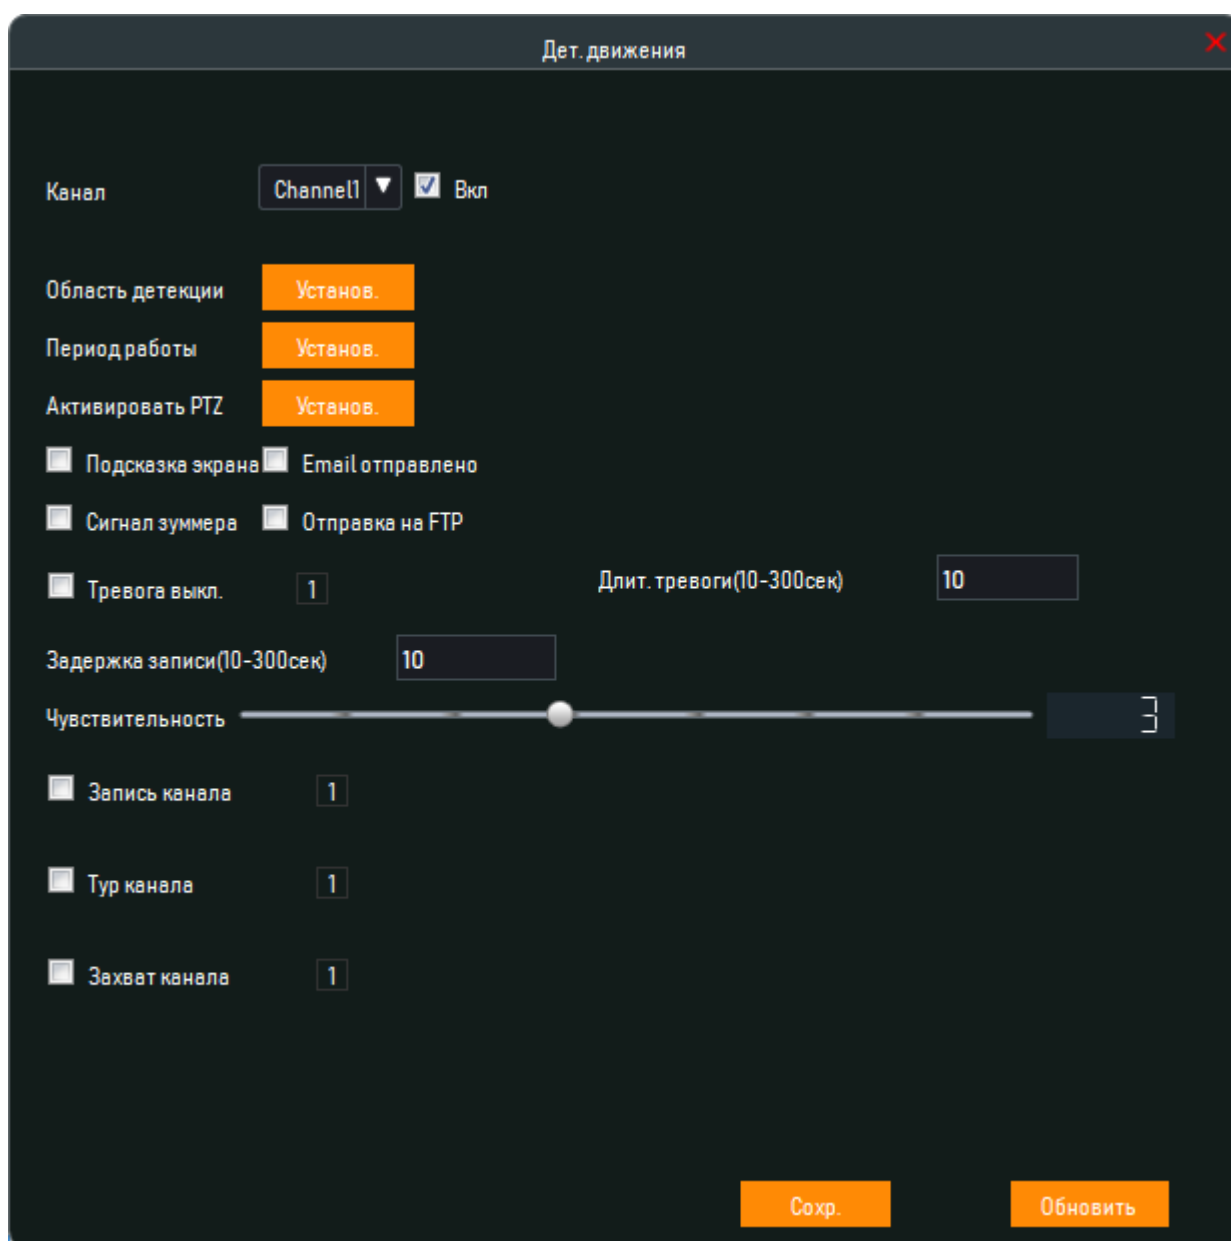 Дет. движения
Канал Channel1 Вкл
Область детекции Установ.
Период работы Установ.
Активировать PTZ Установ.
Подсказка экрана Email отправлено
Сигнал зуммера Отправка на FTP
Тревога выкл. 1 Длит. тревоги(10-300сек) 10
Задержка записи(10-300сек) 10
Чувствительность 3
Запись канала 1
Тур канала 1
Захват канала 1
Сохр. Обновить